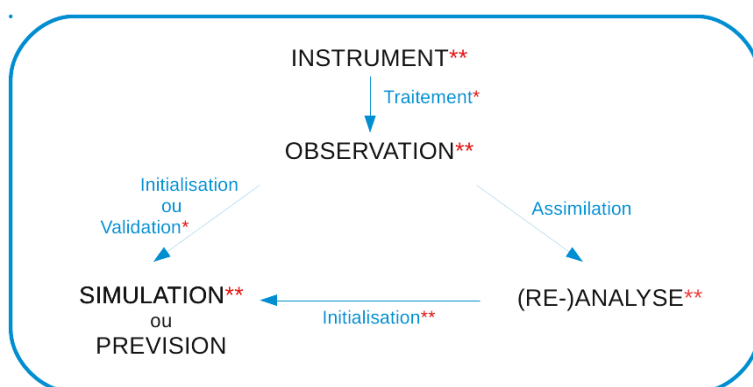 INSTRUMENT**
Traitement*
OBSERVATION**
Initialisation
ou
Validation*
Assimilation
SIMULATION**
ou
PREVISION
(RE-)ANALYSE**
Initialisation**